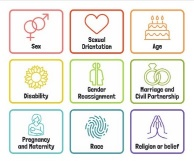 Sex
Sexual
Orientation
Age
Disability
Gender
Reassignment
Marriage and
Civil Partnership
Pregnancy
and Maternity
Race
Religion or belief